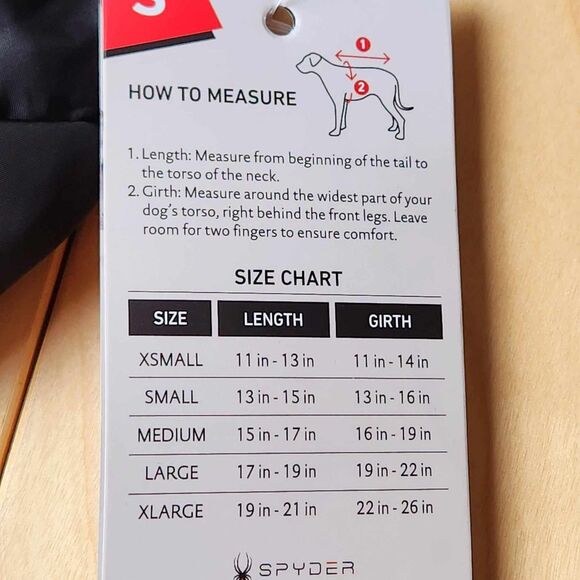 S
1
2
HOW TO MEASURE
1. Length: Measure from beginning of the tail to
the torso of the neck.
2. Girth: Measure around the widest part of your
dog's torso, right behind the front legs. Leave
room for two fingers to ensure comfort.
SIZE CHART
SIZE LENGTH GIRTH
XSMALL 11 in - 13 in 11 in - 14 in
SMALL 13 in - 15 in 13 in - 16 in
MEDIUM 15 in - 17 in 16 in - 19 in
LARGE 17 in - 19 in 19 in - 22 in
XLARGE 19 in - 21 in 22 in - 26 in
SPYDER